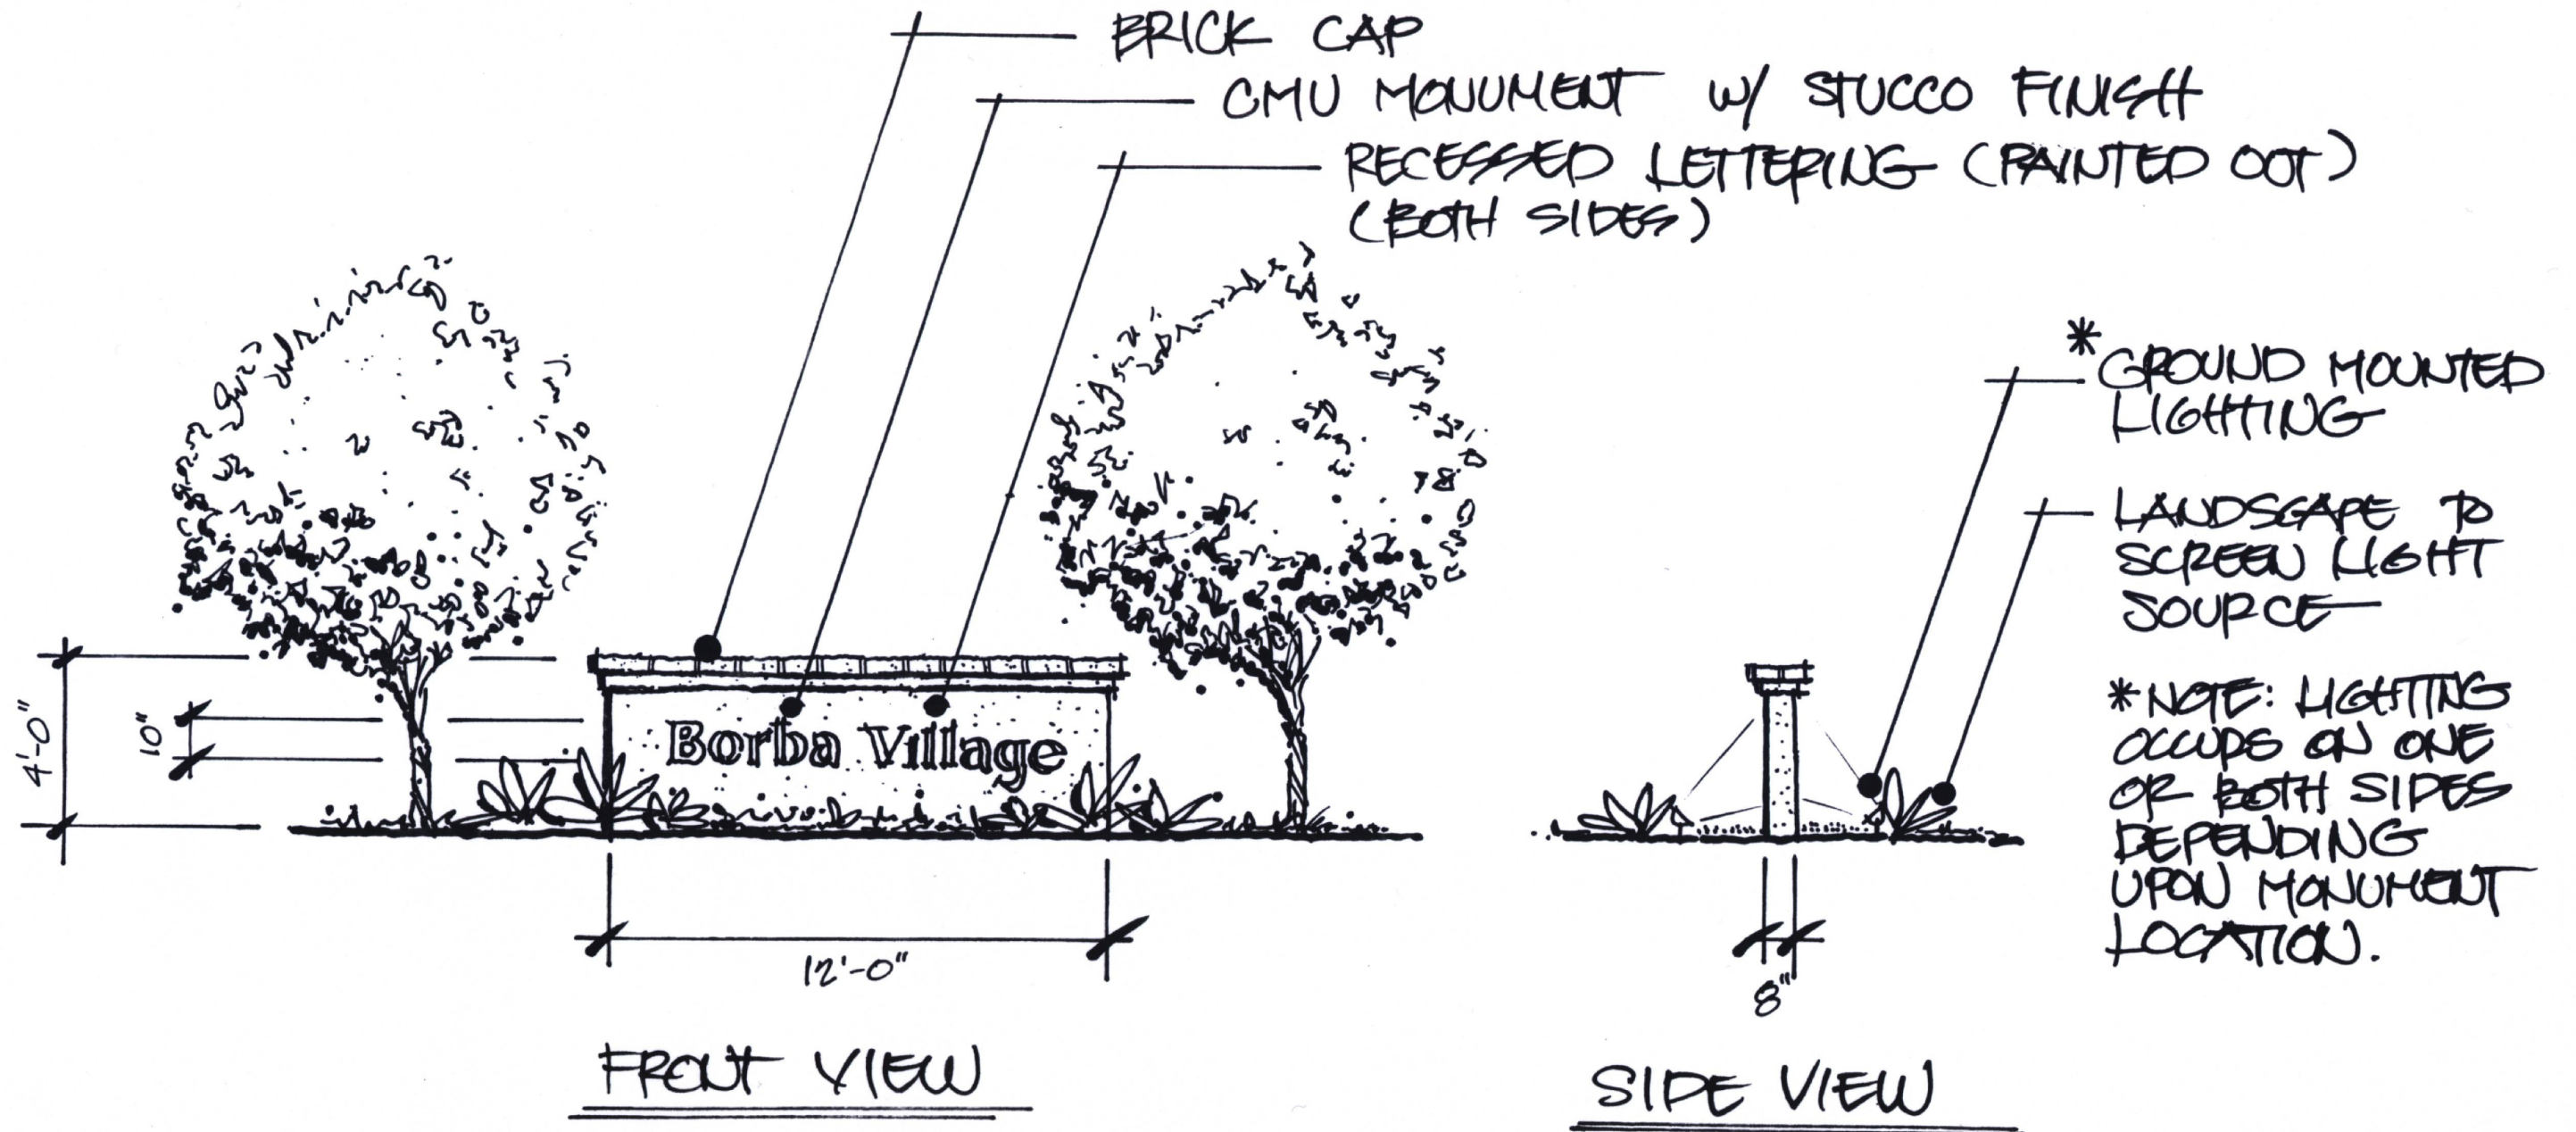 BRICK CAP
CMU MONUMENT W/ STUCCO FINISH
RECESSED LETTERING (PAINTED OOT)
(BOTH SIDES)
* GROUND MOUNTED
LIGHTING
LANDSCAPE TO
SCREEN LIGHT
SOURCE
* NOTE: LIGHTING
OCCURS ON ONE
OR BOTH SIDES
DEPENDING
UPON MONUMENT
LOCATION.
4'-0"
10"
Borba Village
12'-0"
8"
FRONT VIEW
SIDE VIEW